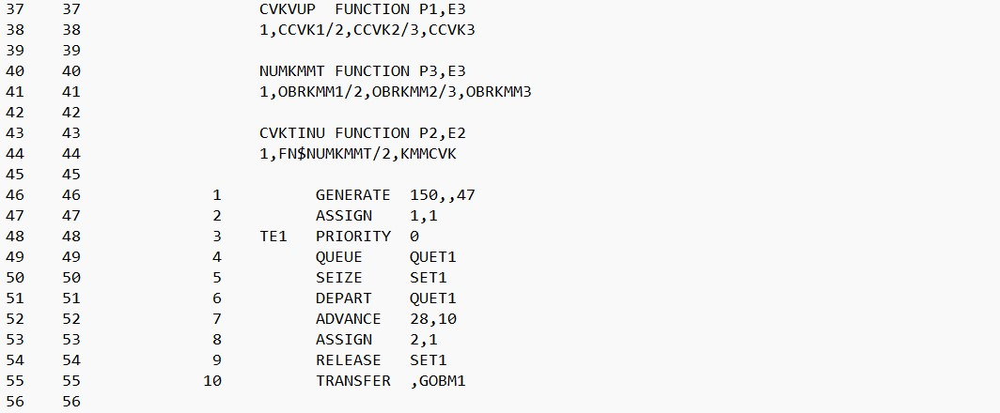 37 37 CVKVUP FUNCTION P1,E3
38 38 1,CCVK1/2,CCVK2/3,CCVK3
39 39
40 40 NUMKMMT FUNCTION P3,E3
41 41 1,OBRKMM1/2,OBRKMM2/3,OBRKMM3
42 42
43 43 CVKTINU FUNCTION P2,E2
44 44 1,FN$NUMKMMT/2,KMMCVK
45 45
46 46 1 GENERATE 150,,47
47 47 2 ASSIGN 1,1
48 48 3 TE1 PRIORITY 0
49 49 4 QUEUE QUET1
50 50 5 SEIZE SET1
51 51 6 DEPART QUET1
52 52 7 ADVANCE 28,10
53 53 8 ASSIGN 2,1
54 54 9 RELEASE SET1
55 55 10 TRANSFER ,GOBM1
56 56